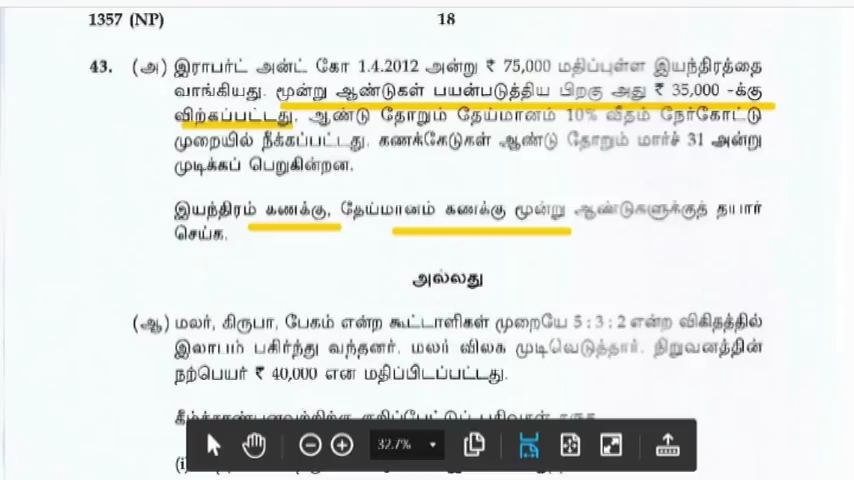 1357 (NP)
18
43. (அ) இராபர்ட் அன்ட் கோ 1.4.2012 அன்று ₹ 75,000 மதிப்புள்ள இயந்திரத்தை
வாங்கியது. மூன்று ஆண்டுகள் பயன்படுத்திய பிறகு அது ₹ 35,000 -க்கு
விற்கப்பட்டது. ஆண்டு தோறும் தேய்மானம் 10% வீதம் நேர்கோட்டு
முறையில் நீக்கப்பட்டது. கணக்கேடுகள் ஆண்டு தோறும் மார்ச் 31 அன்று
முடிக்கப் பெறுகின்றன.
இயந்திரம் கணக்கு, தேய்மானம் கணக்கு மூன்று ஆண்டுகளுக்குத் தயார்
செய்க.
அல்லது
(ஆ) மலர், கிருபா, பேகம் என்ற கூட்டாளிகள் முறையே 5 : 3 : 2 என்ற விகிதத்தில்
இலாபம் பகிர்ந்து வந்தனர். மலர் விலக முடிவெடுத்தார். நிறுவனத்தின்
நற்பெயர் ₹ 40,000 என மதிப்பிடப்பட்டது.
(i)
32.7%